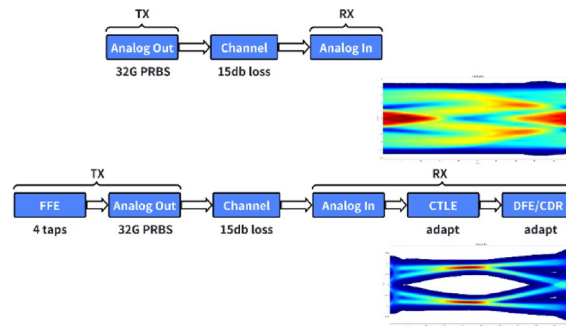 TX
RX
Analog Out
Channel
Analog In
32G PRBS
15db loss
TX
RX
FFE
Analog Out
Channel
Analog In
CTLE
DFE/CDR
4 taps
32G PRBS
15db loss
adapt
adapt